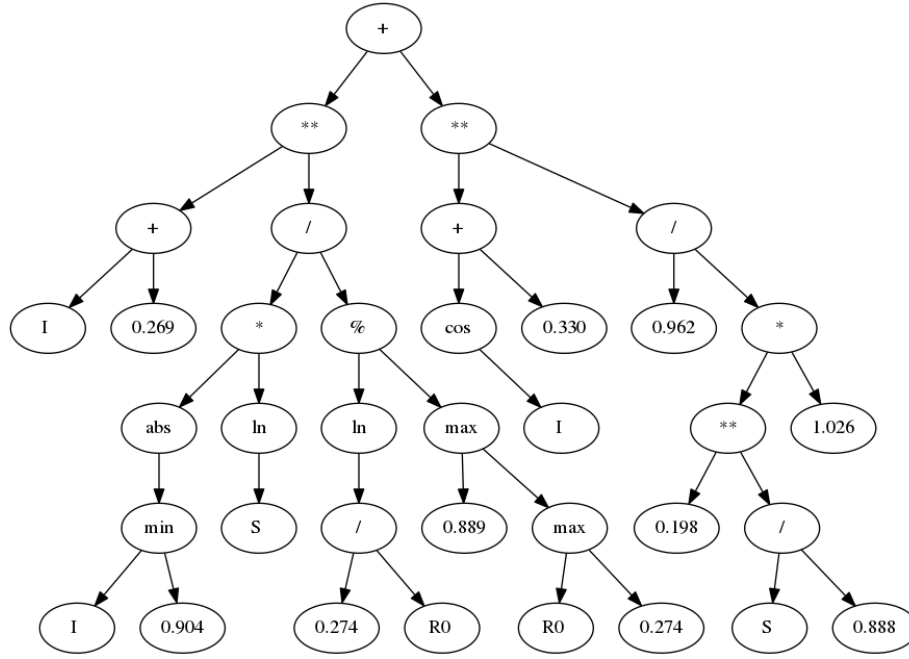 +
** **
+ / + /
I 0.269 * % cos 0.330 0.962 *
abs ln ln max I ** 1.026
min S / 0.889 max 0.198 /
I 0.904 0.274 R0 R0 0.274 S 0.888